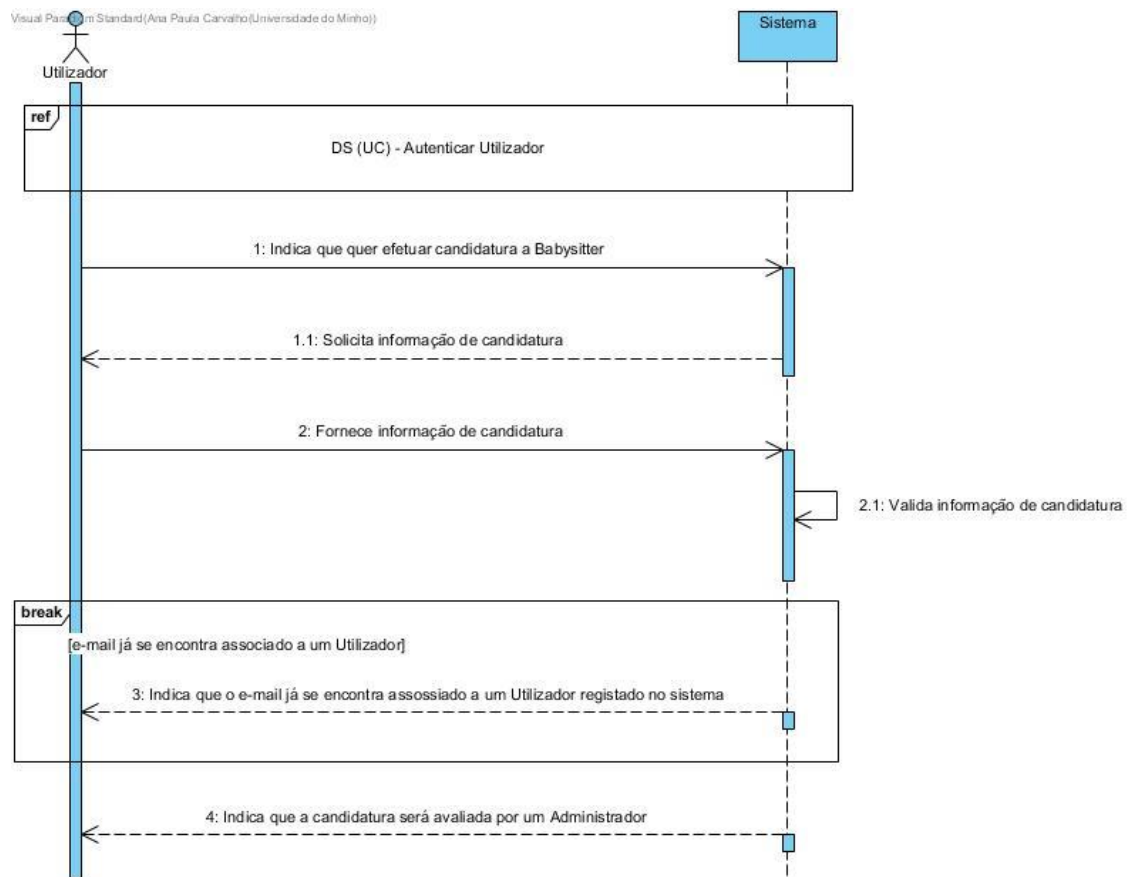 Visual Paradigm Standard(Ana Paula Carvalho(Universidade do Minho))
Sistema
Utilizador
ref
DS (UC) - Autenticar Utilizador
1: Indica que quer efetuar candidatura a Babysitter
1.1: Solicita informação de candidatura
2: Fornece informação de candidatura
2.1: Valida informação de candidatura
break
[e-mail já se encontra associado a um Utilizador]
3: Indica que o e-mail já se encontra assossiado a um Utilizador registado no sistema
4: Indica que a candidatura será avaliada por um Administrador